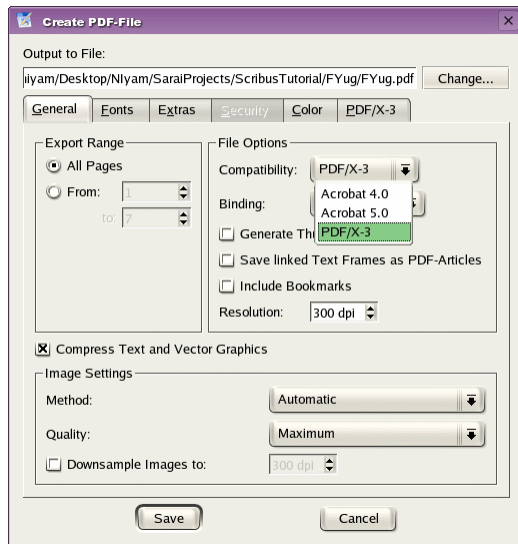 Create PDF-File
Output to File:
iiyam/Desktop/NIyam/SaraiProjects/ScribusTutorial/FYug/FYug.pdf Change...
General Fonts Extras Security Color PDF/X-3
Export Range File Options
All Pages Compatibility: PDF/X-3
From: 1 Acrobat 4.0
Binding: Acrobat 5.0
to: 7 PDF/X-3
Generate Thu
Save linked Text Frames as PDF-Articles
Include Bookmarks
Resolution: 300 dpi
Compress Text and Vector Graphics
Image Settings
Method: Automatic
Quality: Maximum
Downsample Images to: 300 dpi
Save Cancel